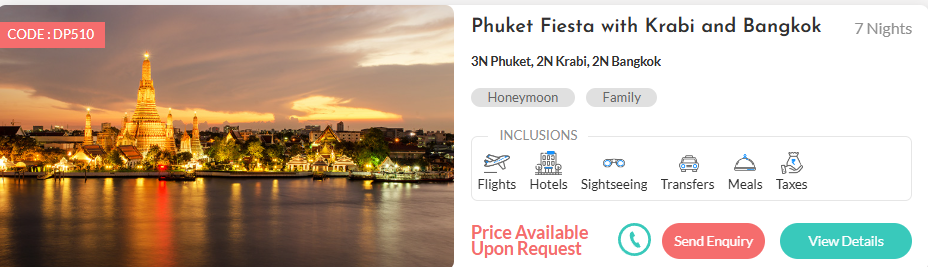 CODE : DP510
Phuket Fiesta with Krabi and Bangkok
7 Nights
3N Phuket, 2N Krabi, 2N Bangkok
Honeymoon Family
INCLUSIONS
Flights Hotels Sightseeing Transfers Meals Taxes
Price Available
Upon Request
Send Enquiry
View Details